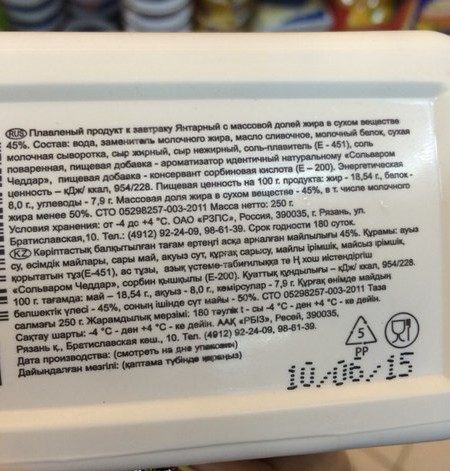 RUS Плавленый продукт к завтраку Янтарный с массовой долей жира в сухом веществе
45%. Состав: вода, заменитель молочного жира, масло сливочное, молочный белок, сухая
молочная сыворотка, сыр жирный, сыр нежирный, соль-плавитель (Е - 451), соль
поваренная, пищевая добавка - ароматизатор идентичный натуральному «Сольваром
Чеддар», пищевая добавка - консервант сорбиновая кислота (Е – 200). Энергетическая
ценность – кДж/ ккал, 954/228. Пищевая ценность на 100 г. продукта: жир - 18,54 г., белок -
8,0 г., углеводы - 7,9 г. Массовая доля жира в сухом веществе - 45%, в т. числе молочного
жира менее 50%. СТО 05298257-003-2011 Масса нетто: 250 г.
Условия хранения: от -4 до +4 °С. ОАО «РЗПС», Россия, 390035, г. Рязань, ул.
Братиславская,10. Тел: (4912) 92-24-09, 98-61-39. Срок годности 180 суток.
KZ Кәріптастық балқытылған тағам ертеңгі асқа арналған майлылығы 45%. Құрамы: ауыз
су, өсімдік майлары, сары май, ақуыз сүт, құрғақ сарысу, майлы ірімшік, майсыз ірімшік,
қорытпа тұз(Е-451), ас тұзы, азық үстеме-табиғилыққа теҢ хош иістендіргіш
«Сольваром Чеддар», сорбин қышқылы (Е-200). Қуаттық құндылығы – кДж/ ккал, 954/228.
100 г. тағамда: май – 18,54 г., ақуыз - 8,0 г., көмірсулар - 7,9 г. Құрғақ өнімде майдың
бөлшектік үлесі - 45%, соның ішінде сүт майы - 50%. СТО 05298257-003-2011 Таза
салмағы 250 г. Жарамдылық мерзімі: 180 тәулік t - сы -4 °С - ден +4 °С - ке дейін.
Сақтау шарты: -4 °С - ден +4 °С - ке дейін. ААҚ «РБІЗ», Ресей, 390035,
Рязань к., Братиславская көш., 10. Тел: (4912) 92-24-09, 98-61-39.
Дата производства: (смотреть на дне упаковки)
Дайындалған мезгілі: (қаптама түбінде қараңыз)
5
PP
10/06/15